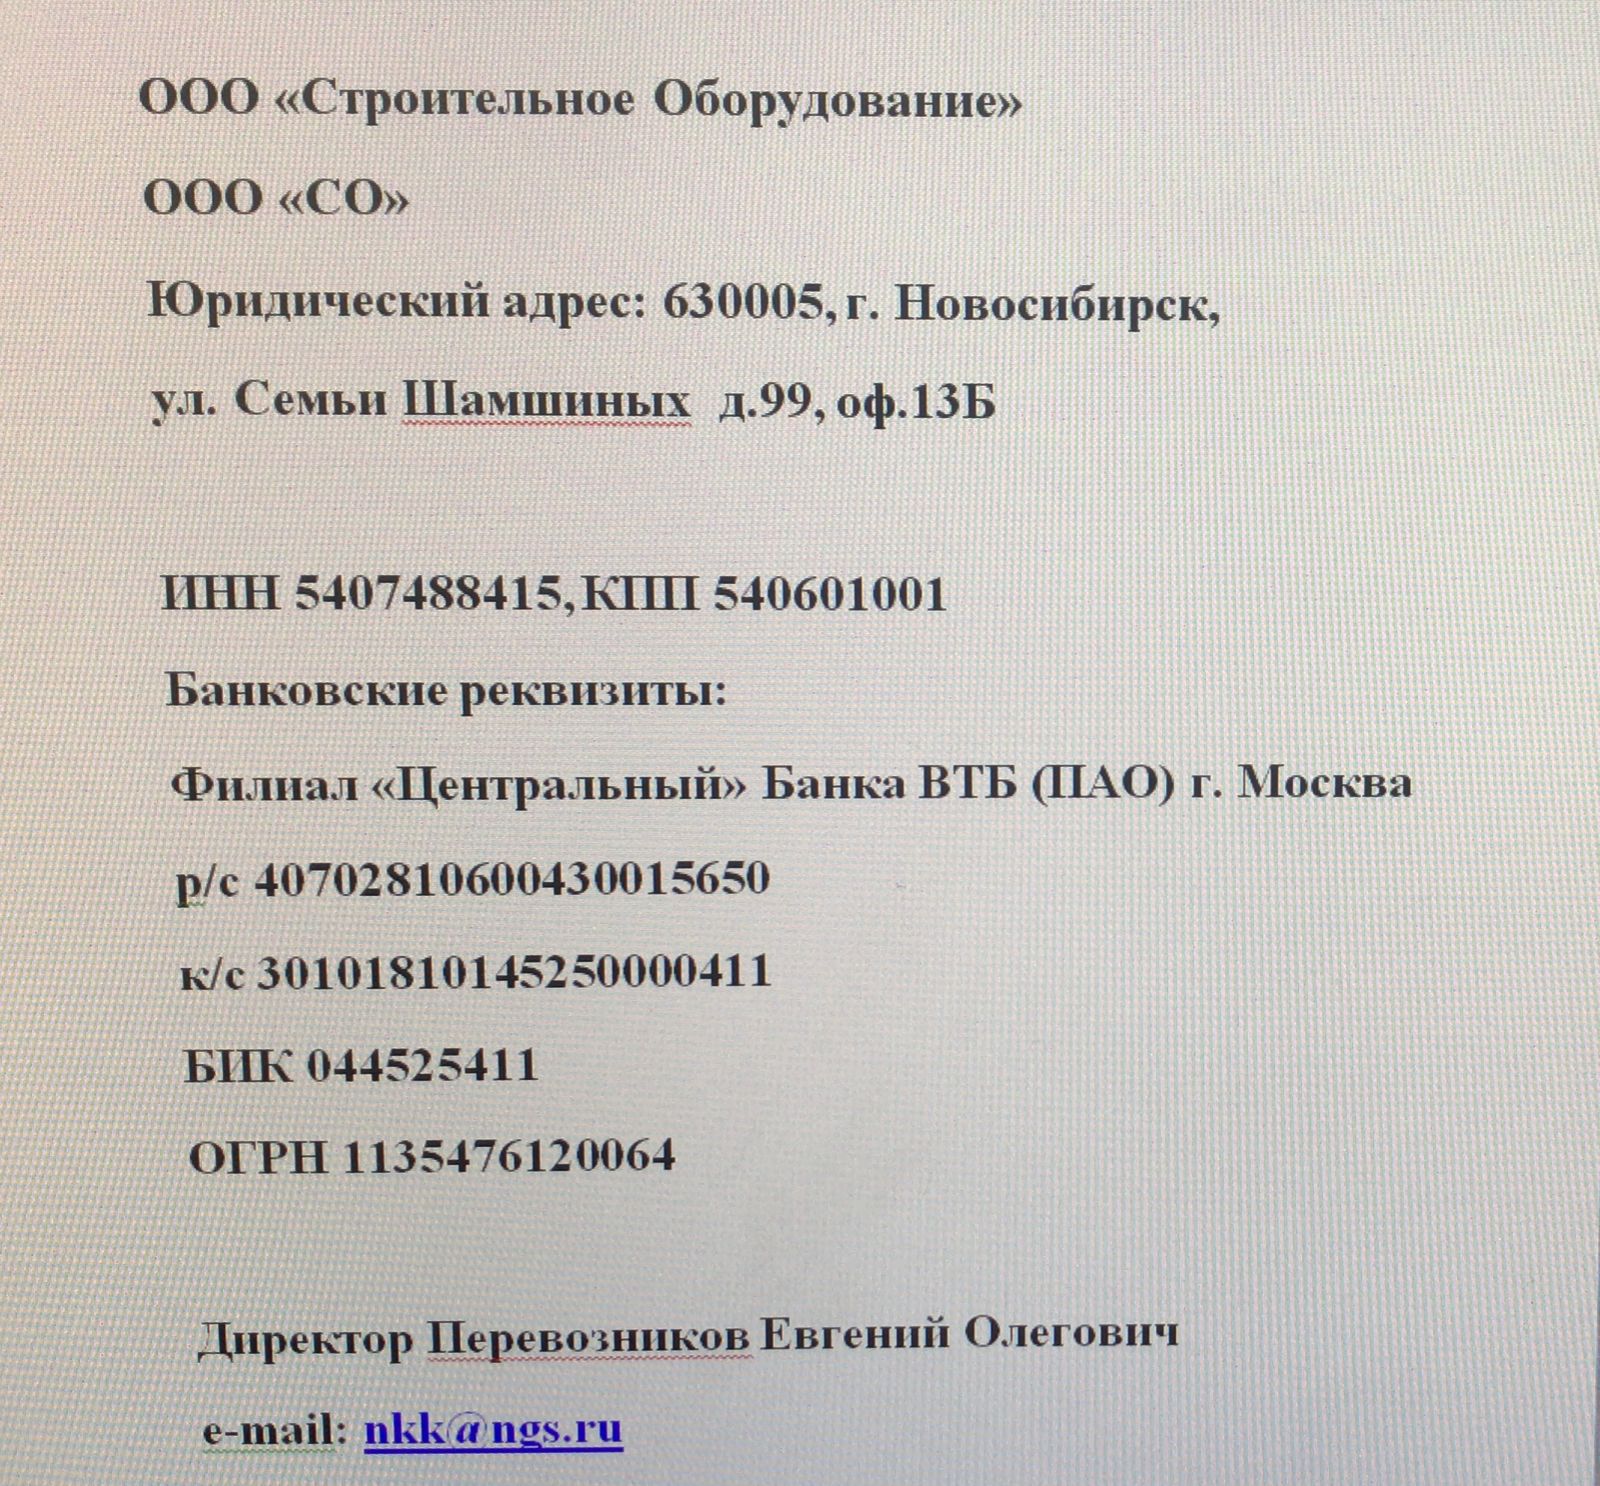 ООО «Строительное Оборудование»
ООО «СО»
Юридический адрес: 630005, г. Новосибирск,
ул. Семьи Шамшиных д.99, оф.13Б
ИНН 5407488415, КПП 540601001
Банковские реквизиты:
Филиал «Центральный» Банка ВТБ (ПАО) г. Москва
р/с 40702810600430015650
к/с 30101810145250000411
БИК 044525411
ОГРН 1135476120064
Директор Перевозников Евгений Олегович
e-mail: nkk@ngs.ru